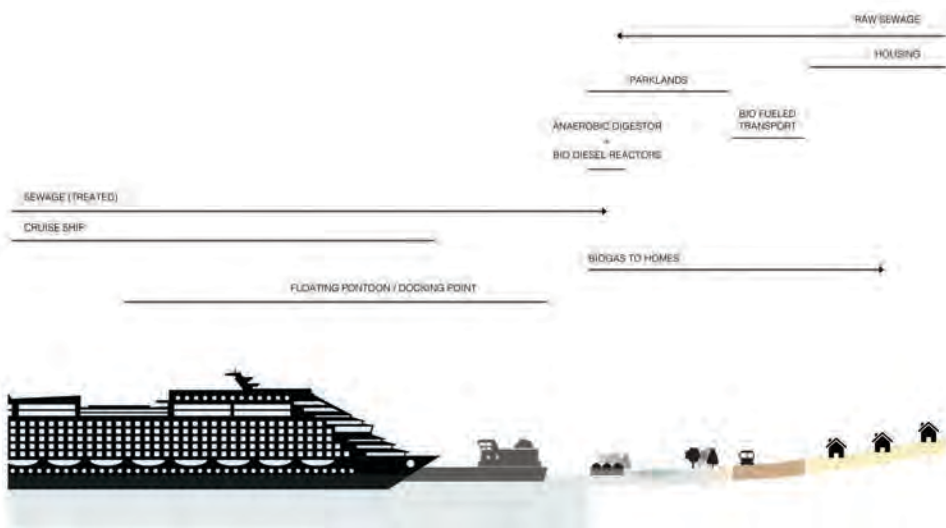 RAW SEWAGE
HOUSING
PARKLANDS
BIO FUELED
TRANSPORT
ANAEROBIC DIGESTOR
+
BIO DIESEL REACTORS
SEWAGE (TREATED)
CRUISE SHIP
BIOGAS TO HOMES
FLOATING PONTOON / DOCKING POINT